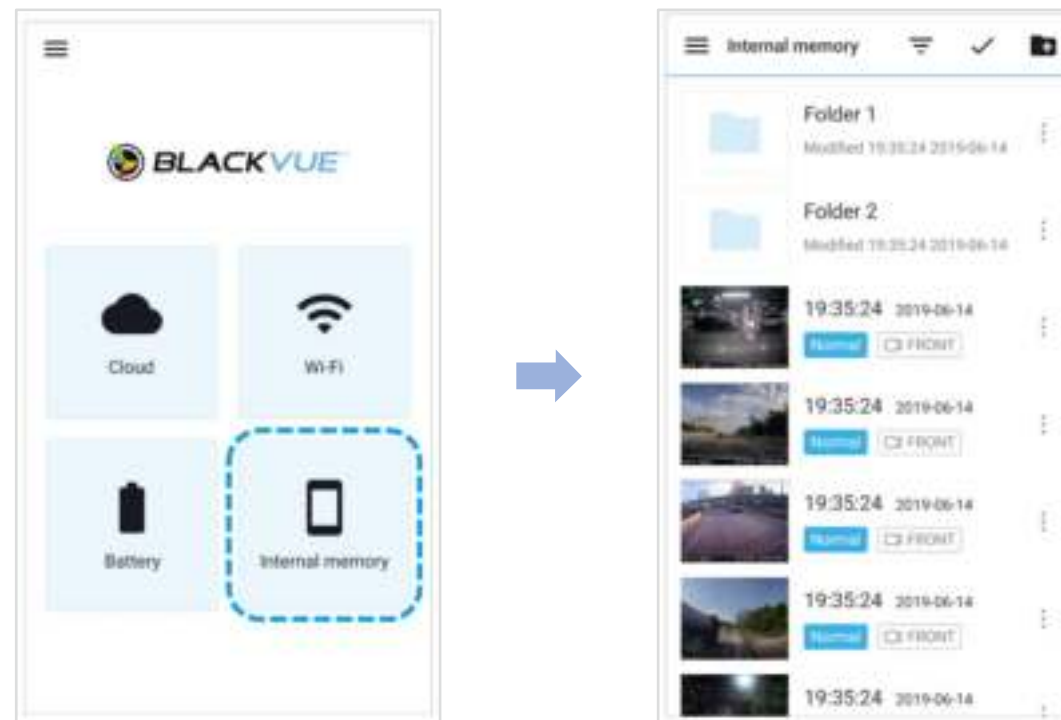 BLACKVUE
Cloud
Wi-Fi
Battery
Internal memory
Internal memory
Folder 1
Modified 19:35:24 2019-06-14
Folder 2
Modified 19:35:24 2019-06-14
19:35:24 2019-06-14
Normal FRONT
19:35:24 2019-06-14
Normal FRONT
19:35:24 2019-06-14
Normal FRONT
19:35:24 2019-06-14
Normal FRONT
19:35:24 2019-06-14